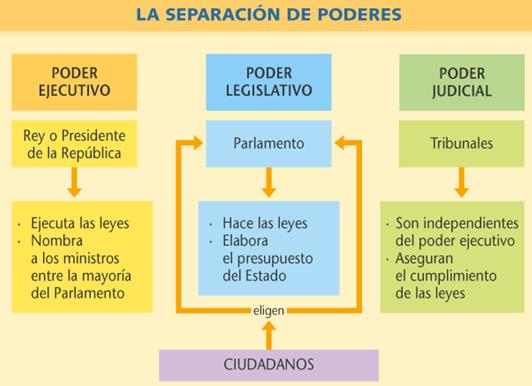 LA SEPARACIÓN DE PODERES
PODER
EJECUTIVO
Rey o Presidente
de la República
· Ejecuta las leyes
· Nombra
a los ministros
entre la mayoría
del Parlamento
PODER
LEGISLATIVO
Parlamento
· Hace las leyes
· Elabora
el presupuesto
del Estado
eligen
CIUDADANOS
PODER
JUDICIAL
Tribunales
· Son independientes
del poder ejecutivo
· Aseguran
el cumplimiento
de las leyes